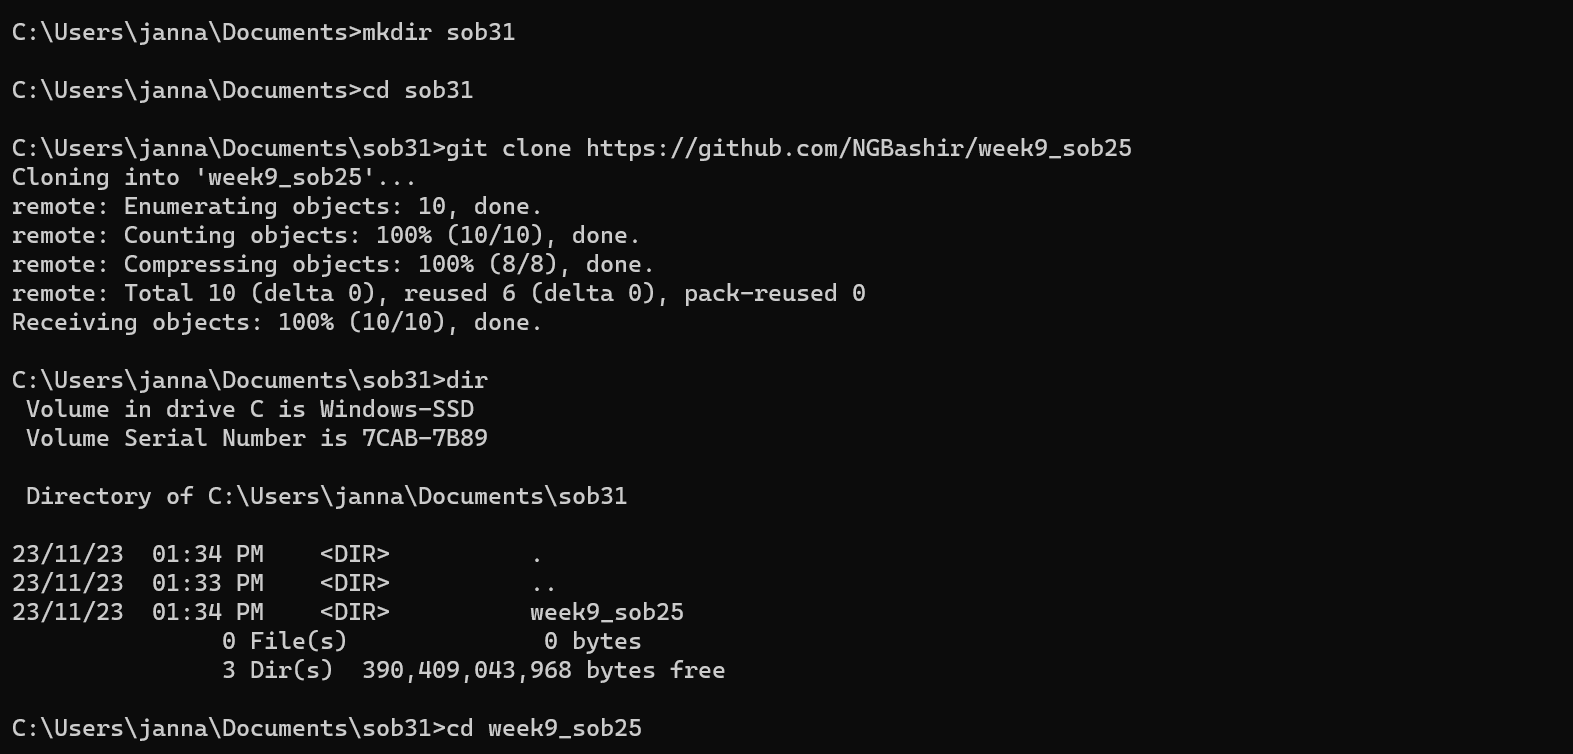 C:\Users\janna\Documents>mkdir sob31
C:\Users\janna\Documents>cd sob31
C:\Users\janna\Documents\sob31>git clone https://github.com/NGBashir/week9_sob25
Cloning into 'week9_sob25'...
remote: Enumerating objects: 10, done.
remote: Counting objects: 100% (10/10), done.
remote: Compressing objects: 100% (8/8), done.
remote: Total 10 (delta 0), reused 6 (delta 0), pack-reused 0
Receiving objects: 100% (10/10), done.
C:\Users\janna\Documents\sob31>dir
 Volume in drive C is Windows-SSD
 Volume Serial Number is 7CAB-7B89
 Directory of C:\Users\janna\Documents\sob31
23/11/23  01:34 PM    <DIR>          .
23/11/23  01:33 PM    <DIR>          ..
23/11/23  01:34 PM    <DIR>          week9_sob25
               0 File(s)              0 bytes
               3 Dir(s)  390,409,043,968 bytes free
C:\Users\janna\Documents\sob31>cd week9_sob25